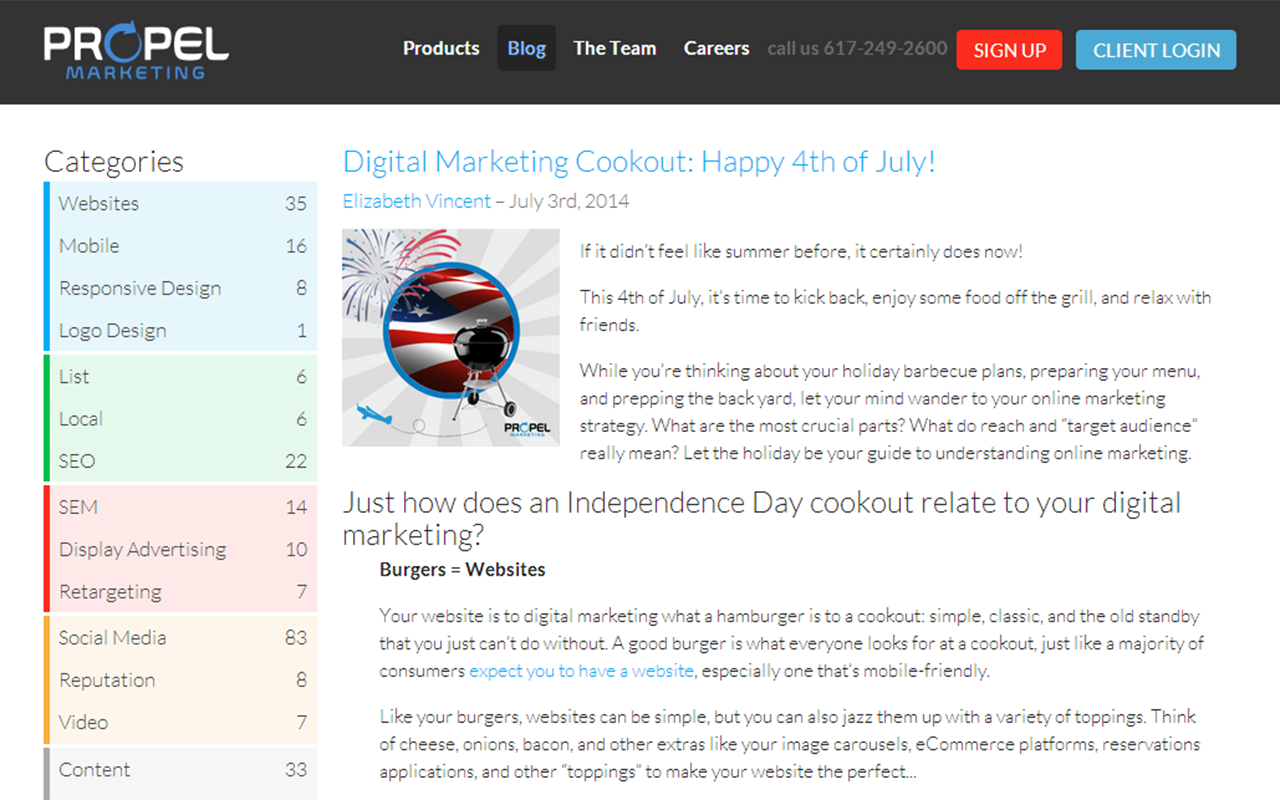 PROPEL
MARKETING
Products Blog The Team Careers call us 617-249-2600 SIGN UP CLIENT LOGIN
Categories
Websites 35
Mobile 16
Responsive Design 8
Logo Design 1
List 6
Local 6
SEO 22
SEM 14
Display Advertising 10
Retargeting 7
Social Media 83
Reputation 8
Video 7
Content 33
Digital Marketing Cookout: Happy 4th of July!
Elizabeth Vincent – July 3rd, 2014
PROPEL
MARKETING
If it didn't feel like summer before, it certainly does now!
This 4th of July, it's time to kick back, enjoy some food off the grill, and relax with
friends.
While you're thinking about your holiday barbecue plans, preparing your menu,
and prepping the back yard, let your mind wander to your online marketing
strategy. What are the most crucial parts? What do reach and “target audience”
really mean? Let the holiday be your guide to understanding online marketing.
Just how does an Independence Day cookout relate to your digital
marketing?
Burgers = Websites
Your website is to digital marketing what a hamburger is to a cookout: simple, classic, and the old standby
that you just can't do without. A good burger is what everyone looks for at a cookout, just like a majority of
consumers expect you to have a website, especially one that's mobile-friendly.
Like your burgers, websites can be simple, but you can also jazz them up with a variety of toppings. Think
of cheese, onions, bacon, and other extras like your image carousels, eCommerce platforms, reservations
applications, and other “toppings” to make your website the perfect...